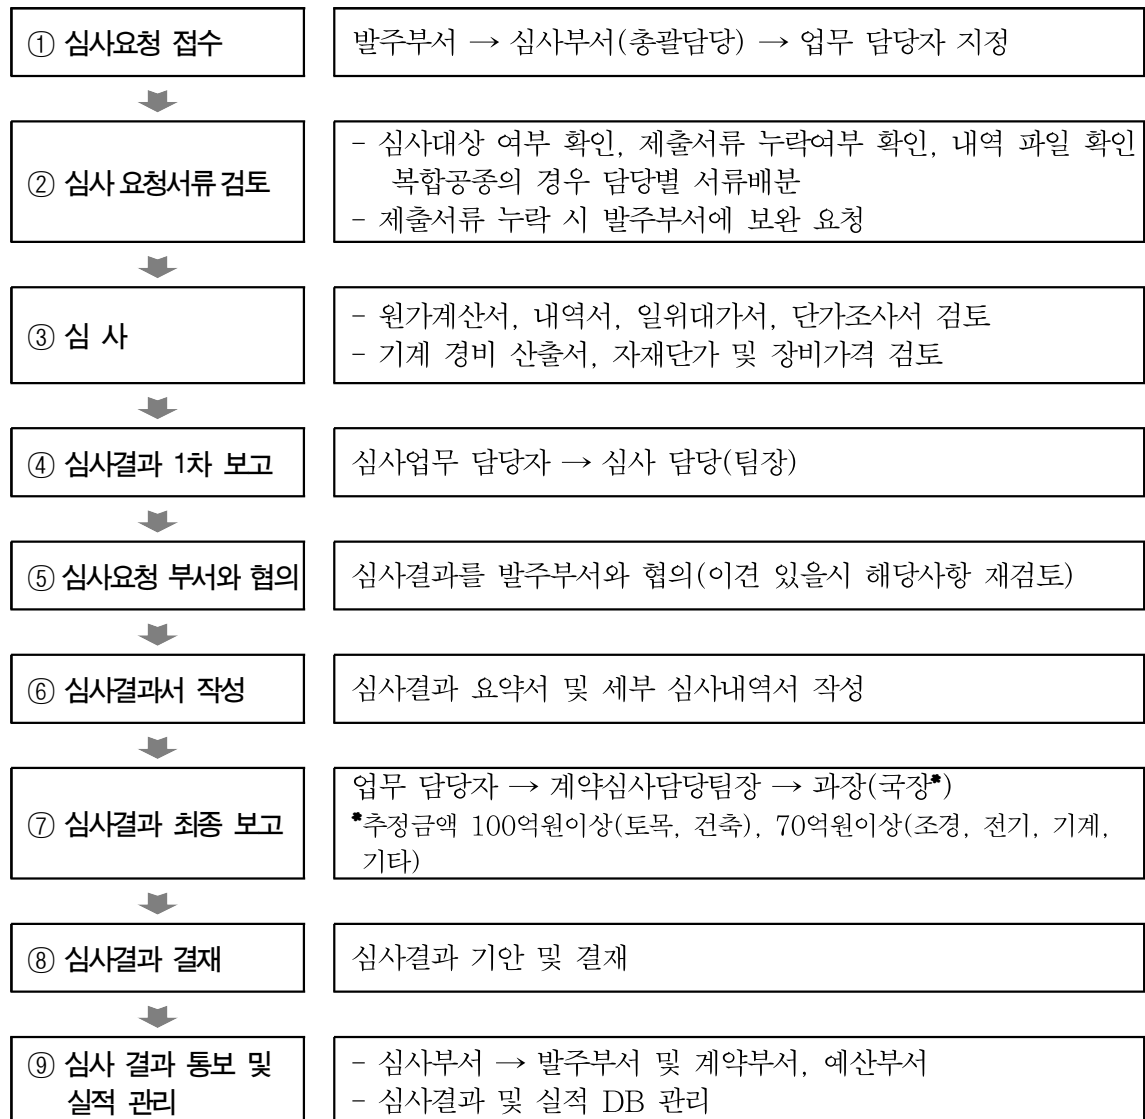 ① 심사요청 접수
발주부서 → 심사부서(총괄담당) → 업무 담당자 지정
② 심사 요청서류 검토
- 심사대상 여부 확인, 제출서류 누락여부 확인, 내역 파일 확인
복합공종의 경우 담당별 서류배분
- 제출서류 누락 시 발주부서에 보완 요청
③ 심 사
- 원가계산서, 내역서, 일위대가서, 단가조사서 검토
- 기계 경비 산출서, 자재단가 및 장비가격 검토
④ 심사결과 1차 보고
심사업무 담당자 → 심사 담당(팀장)
⑤ 심사요청 부서와 협의
심사결과를 발주부서와 협의(이견 있을시 해당사항 재검토)
⑥ 심사결과서 작성
심사결과 요약서 및 세부 심사내역서 작성
⑦ 심사결과 최종 보고
업무 담당자 → 계약심사담당팀장 → 과장(국장*)
*추정금액 100억원이상(토목, 건축), 70억원이상(조경, 전기, 기계,
기타)
⑧ 심사결과 결재
심사결과 기안 및 결재
⑨ 심사 결과 통보 및
실적 관리
- 심사부서 → 발주부서 및 계약부서, 예산부서
- 심사결과 및 실적 DB 관리